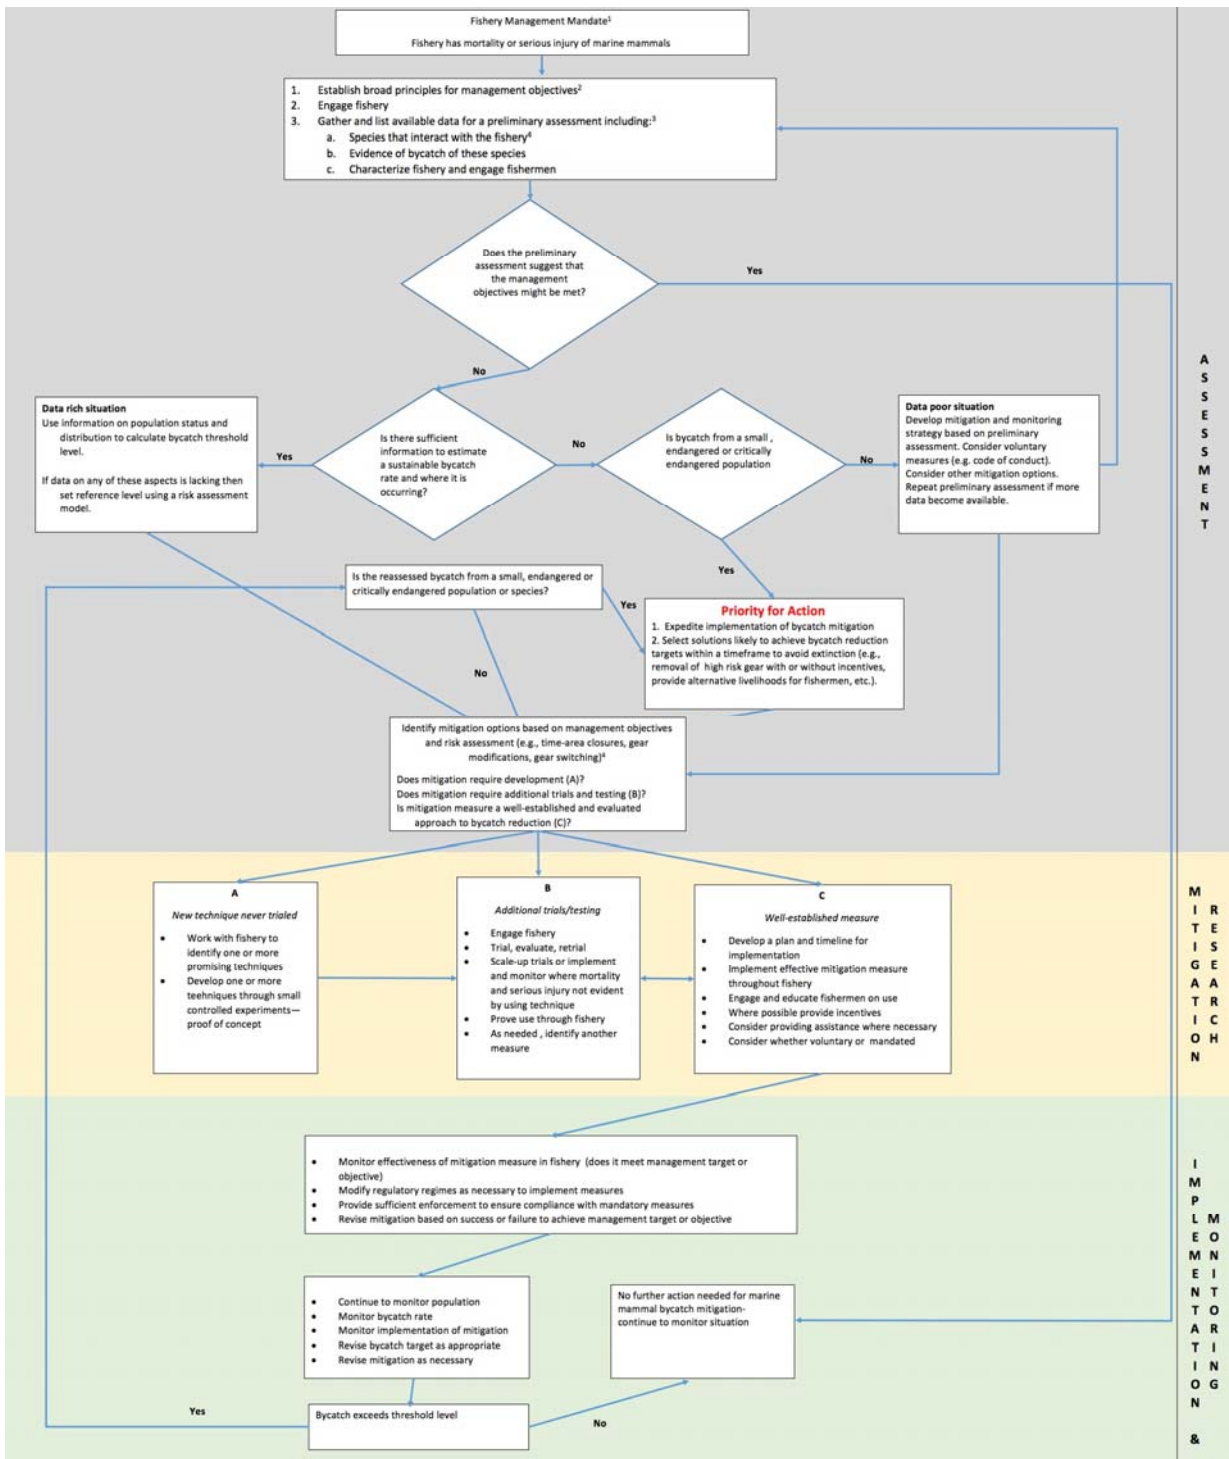 Fishery Management Mandate¹
Fishery has mortality or serious injury of marine mammals
1. Establish broad principles for management objectives²
2. Engage fishery
3. Gather and list available data for a preliminary assessment including:³
a. Species that interact with the fishery⁴
b. Evidence of bycatch of these species
c. Characterize fishery and engage fishermen
Does the preliminary
assessment suggest that
the management
objectives might be met?
Yes
No
Data rich situation
Use information on population status and
distribution to calculate bycatch threshold
level.
If data on any of these aspects is lacking then
set reference level using a risk assessment
model.
Yes
Is there sufficient
information to estimate
a sustainable bycatch
rate and where it is
occurring?
No
Is bycatch from a small ,
endangered or critically
endangered population
No
Data poor situation
Develop mitigation and monitoring
strategy based on preliminary
assessment. Consider voluntary
measures (e.g. code of conduct).
Consider other mitigation options.
Repeat preliminary assessment if more
data become available.
Yes
Is the reassessed bycatch from a small, endangered or
critically endangered population or species?
Yes
No
Priority for Action
1. Expedite implementation of bycatch mitigation
2. Select solutions likely to achieve bycatch reduction
targets within a timeframe to avoid extinction (e.g.,
removal of high risk gear with or without incentives,
provide alternative livelihoods for fishermen, etc.).
Identify mitigation options based on management objectives
and risk assessment (e.g., time-area closures, gear
modifications, gear switching)⁴
Does mitigation require development (A)?
Does mitigation require additional trials and testing (B)?
Is mitigation measure a well-established and evaluated
approach to bycatch reduction (C)?
ASSESSMENT
A
New technique never trialed
• Work with fishery to
identify one or more
promising techniques
• Develop one or more
teehniques through small
controlled experiments—
proof of concept
B
Additional trials/testing
• Engage fishery
• Trial, evaluate, retrial
• Scale-up trials or implement
and monitor where mortality
and serious injury not evident
by using technique
• Prove use through fishery
• As needed , identify another
measure
C
Well-established measure
• Develop a plan and timeline for
implementation
• Implement effective mitigation measure
throughout fishery
• Engage and educate fishermen on use
• Where possible provide incentives
• Consider providing assistance where necessary
• Consider whether voluntary or mandated
MITIGATION
RESEARCH
• Monitor effectiveness of mitigation measure in fishery (does it meet management target or
objective)
• Modify regulatory regimes as necessary to implement measures
• Provide sufficient enforcement to ensure compliance with mandatory measures
• Revise mitigation based on success or failure to achieve management target or objective
• Continue to monitor population
• Monitor bycatch rate
• Monitor implementation of mitigation
• Revise bycatch target as appropriate
• Revise mitigation as necessary
No further action needed for marine
mammal bycatch mitigation-
continue to monitor situation
Yes
Bycatch exceeds threshold level
No
IMPLEMENTATION &
MONITORING